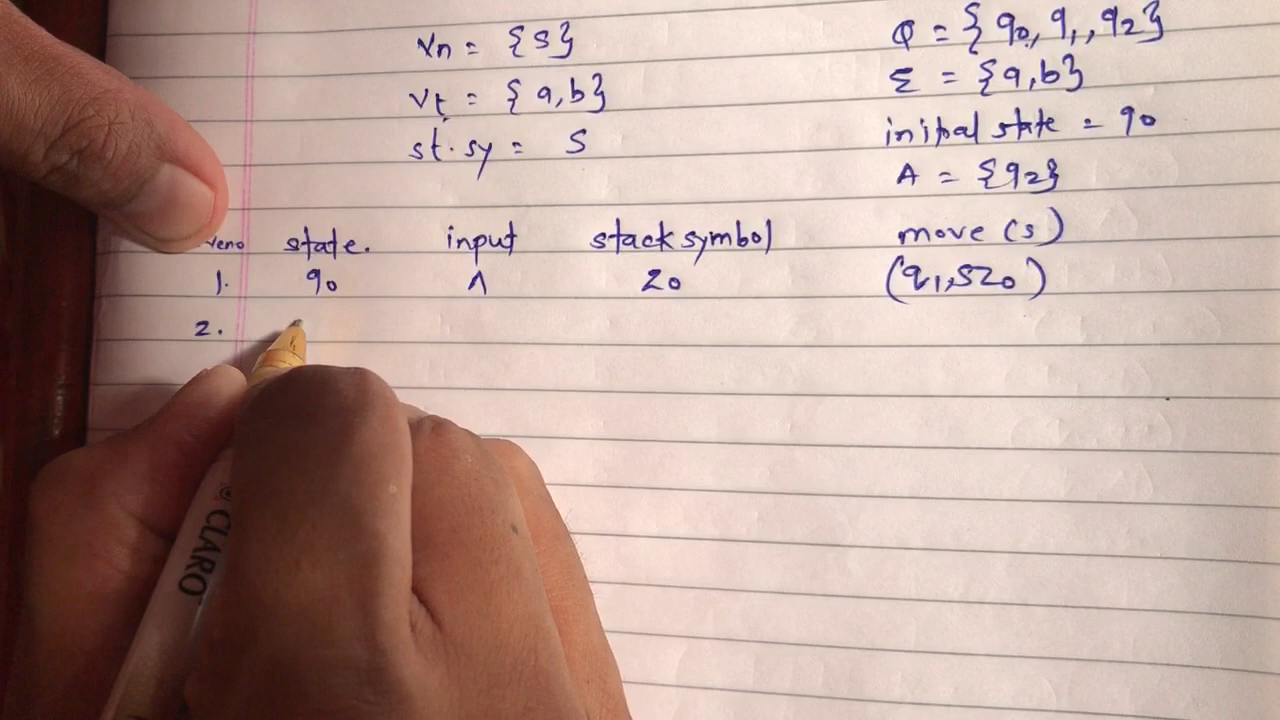 Vn = {S}
Q = {q0, q1, q2}
Vt = {a,b}
Σ = {a,b}
st.sy = S
initial state = q0
A = {q2}
state. input stack symbol move(s)
1. q0 Λ Z0 (q1,SZ0)
2.
CLARO